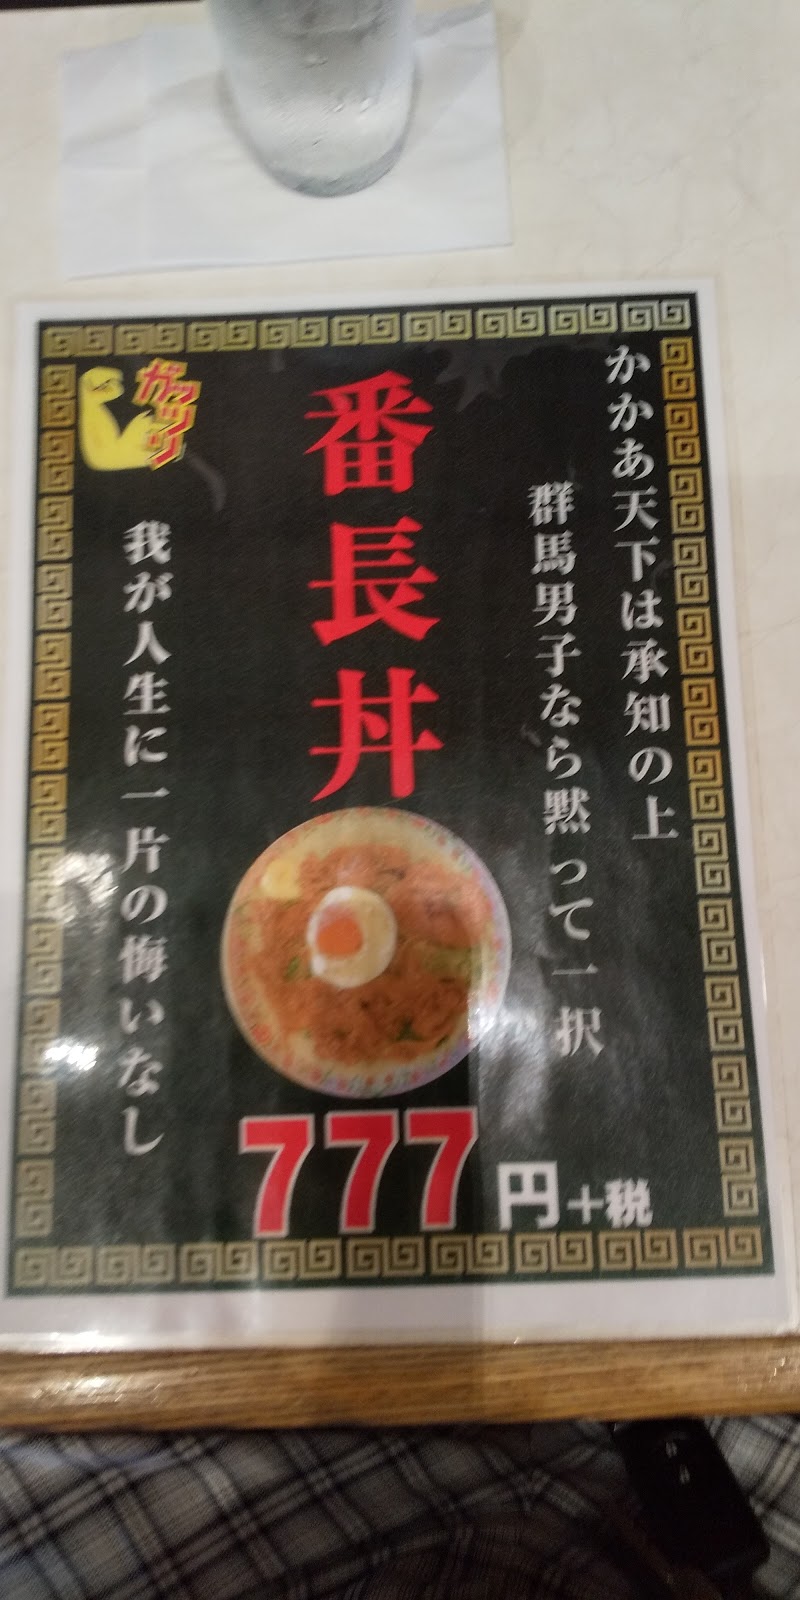 かかあ天下は承知の上
群馬男子なら黙って一択
番長丼
ガッツリ
我が人生に一片の悔いなし
777円+税